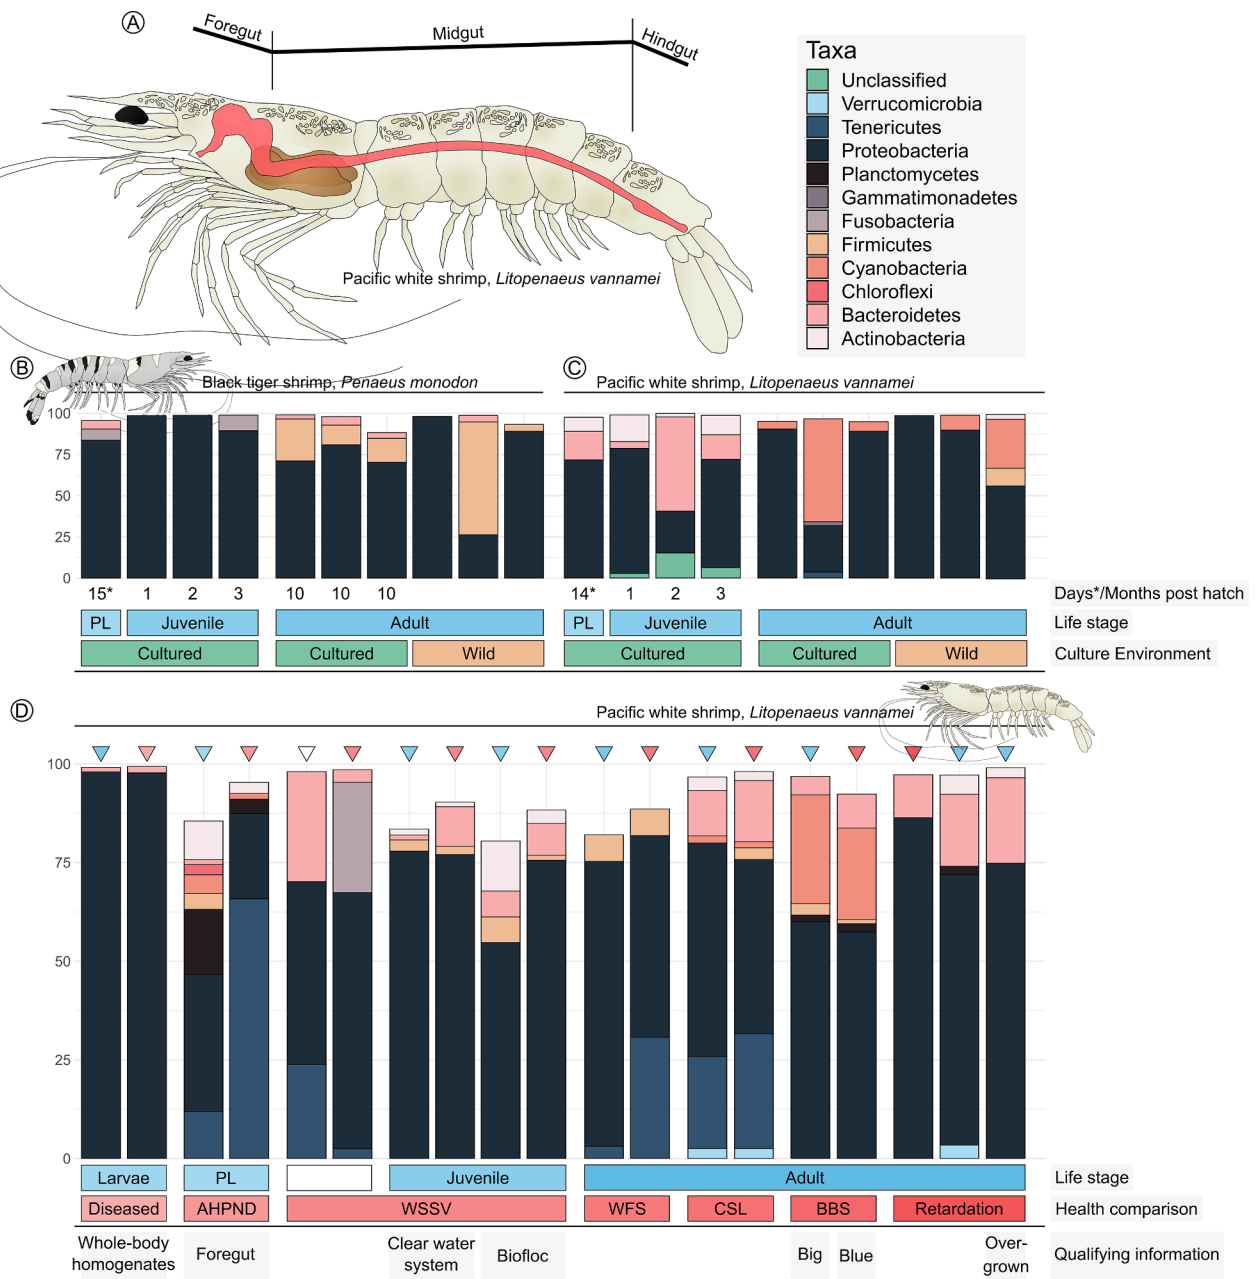 A
Foregut
Midgut
Hindgut
Pacific white shrimp, Litopenaeus vannamei
Taxa
Unclassified
Verrucomicrobia
Tenericutes
Proteobacteria
Planctomycetes
Gammatimonadetes
Fusobacteria
Firmicutes
Cyanobacteria
Chloroflexi
Bacteroidetes
Actinobacteria
B
Black tiger shrimp, Penaeus monodon
C
Pacific white shrimp, Litopenaeus vannamei
100
75
50
25
0
15* 1 2 3 10 10 10 14* 1 2 3 Days*/Months post hatch
PL Juvenile Adult PL Juvenile Adult Life stage
Cultured Cultured Wild Cultured Cultured Wild Culture Environment
D
Pacific white shrimp, Litopenaeus vannamei
100
75
50
25
0
Larvae PL Juvenile Adult Life stage
Diseased AHPND WSSV WFS CSL BBS Retardation Health comparison
Whole-body
homogenates
Foregut
Clear water
system
Biofloc
Big
Blue
Over-
grown
Qualifying information